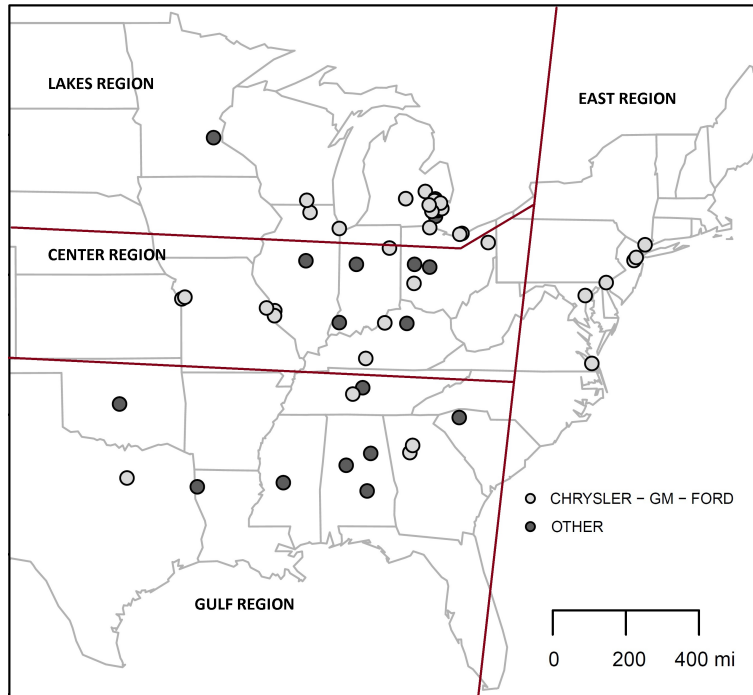 LAKES REGION
EAST REGION
CENTER REGION
CHRYSLER – GM – FORD
OTHER
GULF REGION
0 200 400 mi